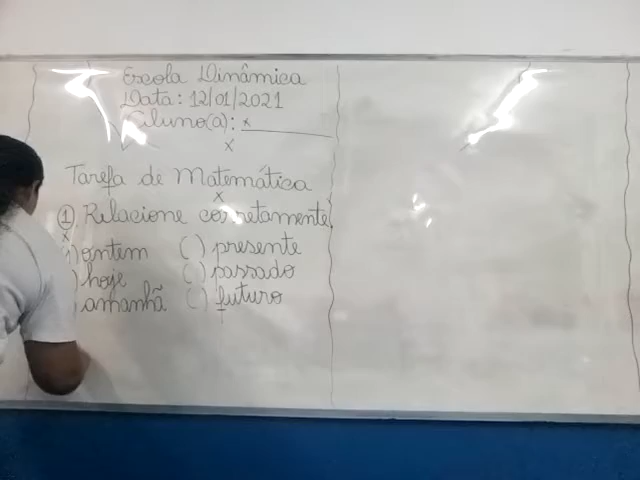 Escola Dinâmica
Data: 12/01/2021
Aluno(a): x
x
Tarefa de Matemática
x
① Relacione corretamente.
x
) ontem ( ) presente
) hoje ( ) passado
) amanhã ( ) futuro